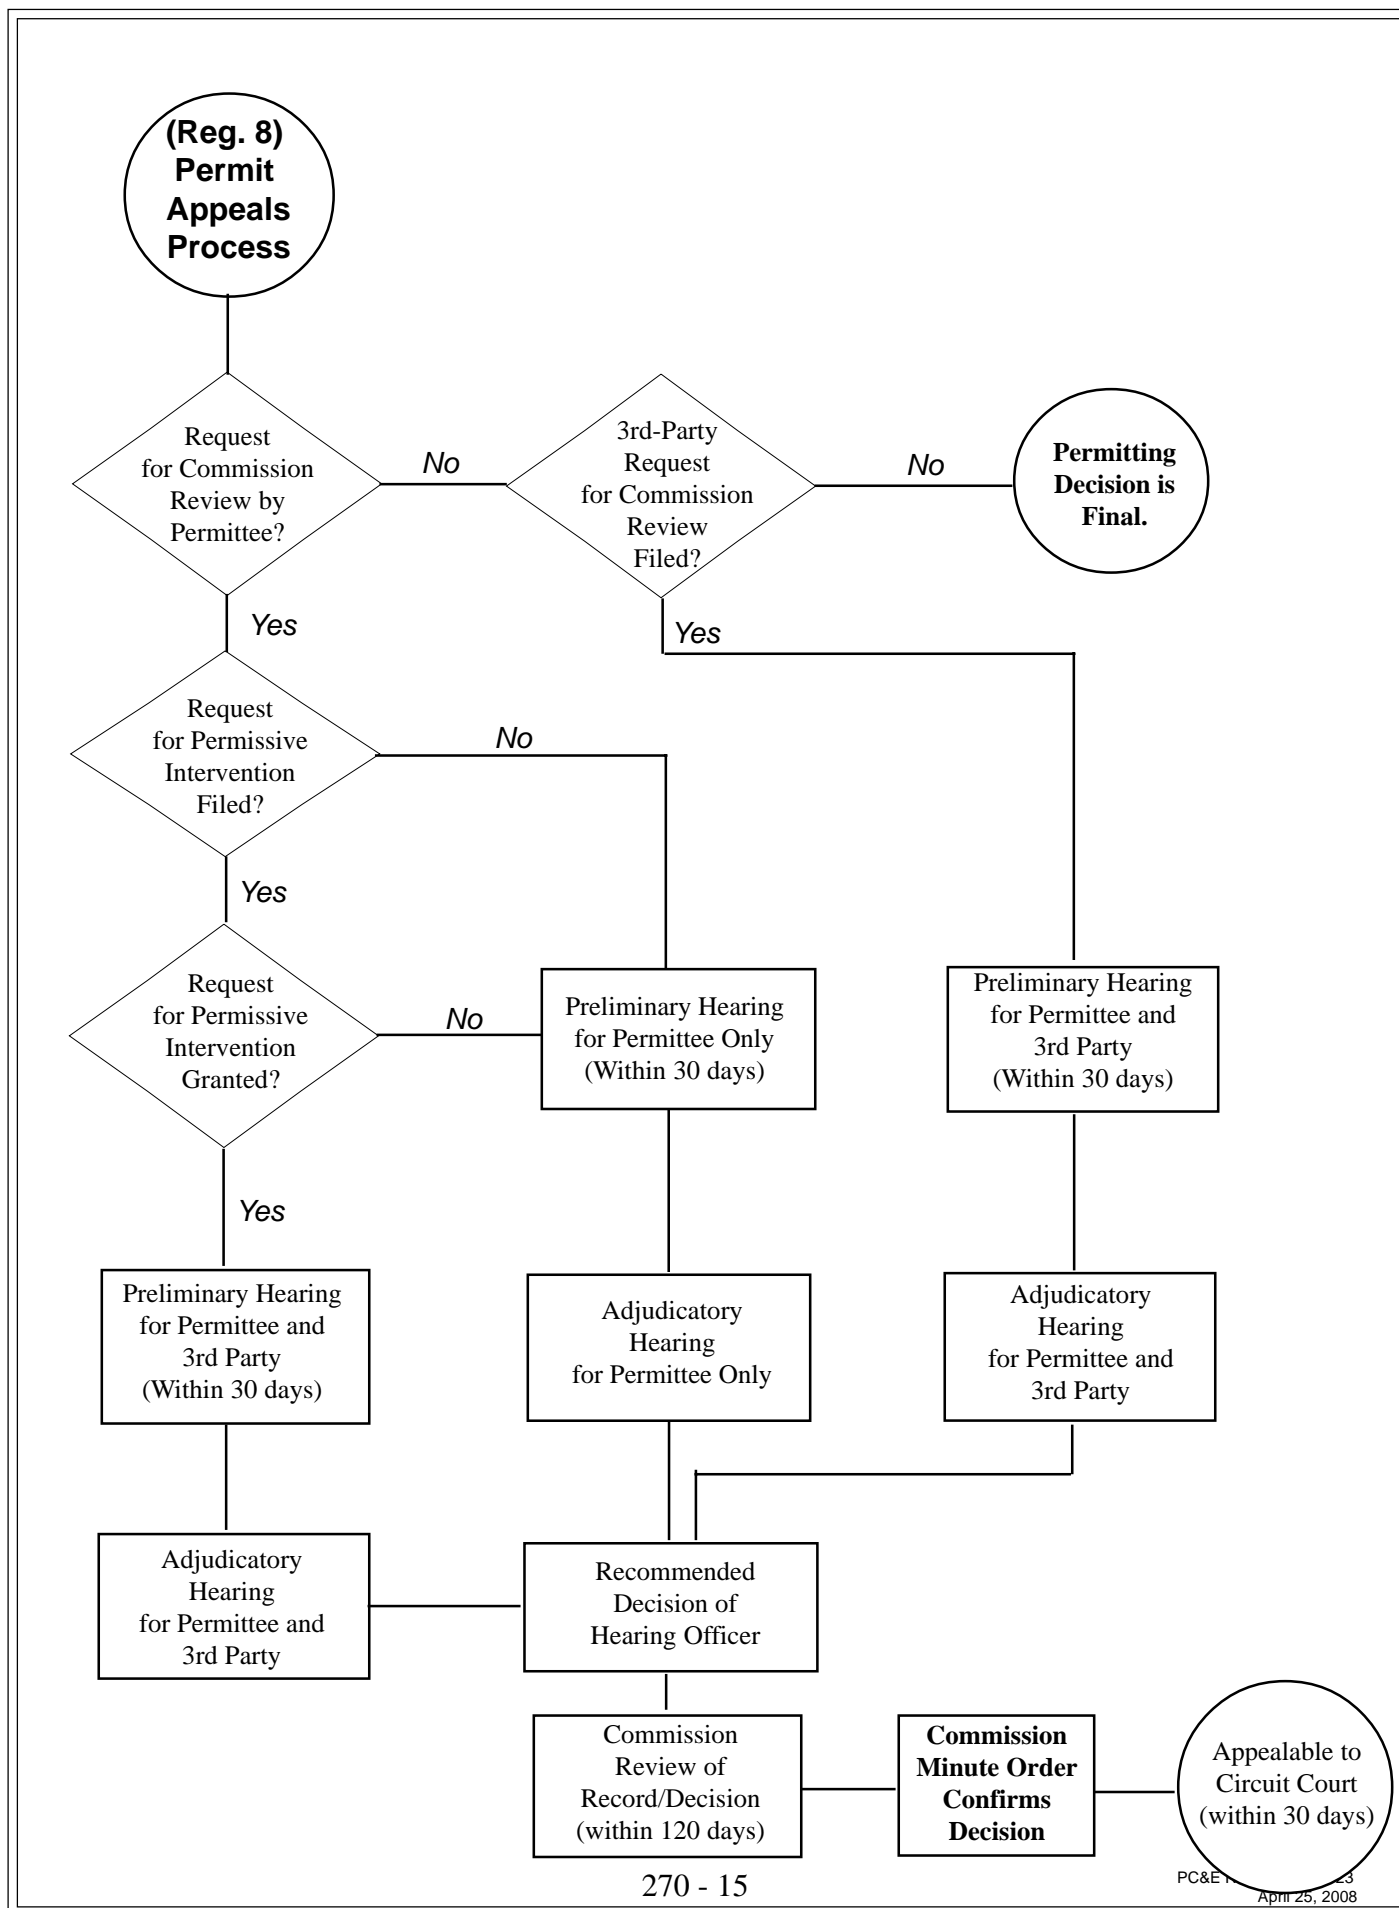 (Reg. 8)
Permit
Appeals
Process
Request
for Commission
Review by
Permittee?
No
3rd-Party
Request
for Commission
Review
Filed?
No
Permitting
Decision is
Final.
Yes
Yes
Request
for Permissive
Intervention
Filed?
No
Yes
Request
for Permissive
Intervention
Granted?
No
Preliminary Hearing
for Permittee Only
(Within 30 days)
Preliminary Hearing
for Permittee and
3rd Party
(Within 30 days)
Yes
Preliminary Hearing
for Permittee and
3rd Party
(Within 30 days)
Adjudicatory
Hearing
for Permittee Only
Adjudicatory
Hearing
for Permittee and
3rd Party
Adjudicatory
Hearing
for Permittee and
3rd Party
Recommended
Decision of
Hearing Officer
Commission
Review of
Record/Decision
(within 120 days)
Commission
Minute Order
Confirms
Decision
Appealable to
Circuit Court
(within 30 days)
270 - 15
PC&E 23
April 25, 2008